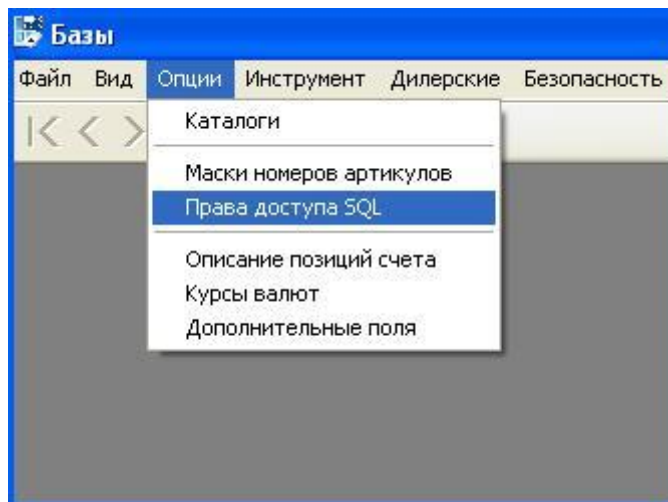 Базы
Файл Вид Опции Инструмент Дилерские Безопасность
Каталоги
Маски номеров артикулов
Права доступа SQL
Описание позиций счета
Курсы валют
Дополнительные поля